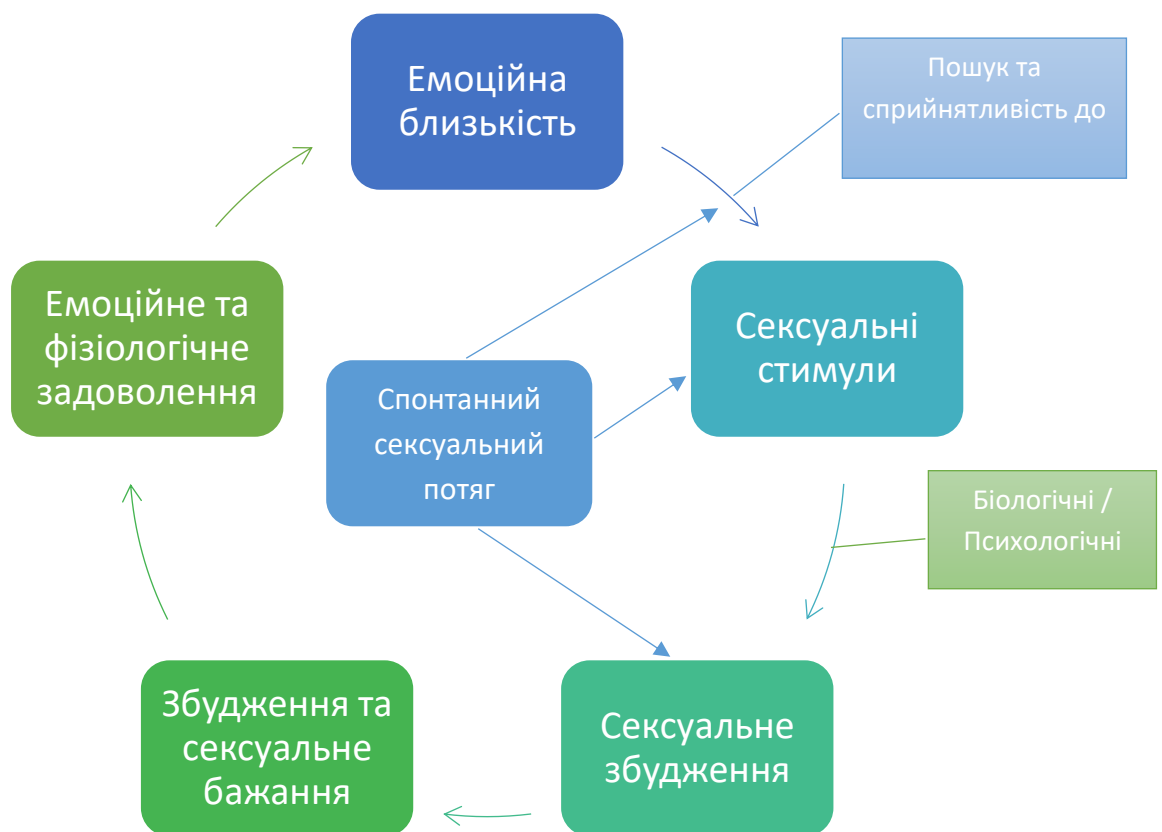 Емоційна
близькість
Пошук та
сприйнятливість до
Емоційне та
фізіологічне
задоволення
Сексуальні
стимули
Спонтанний
сексуальний
потяг
Біологічні /
Психологічні
Збудження та
сексуальне
бажання
Сексуальне
збудження